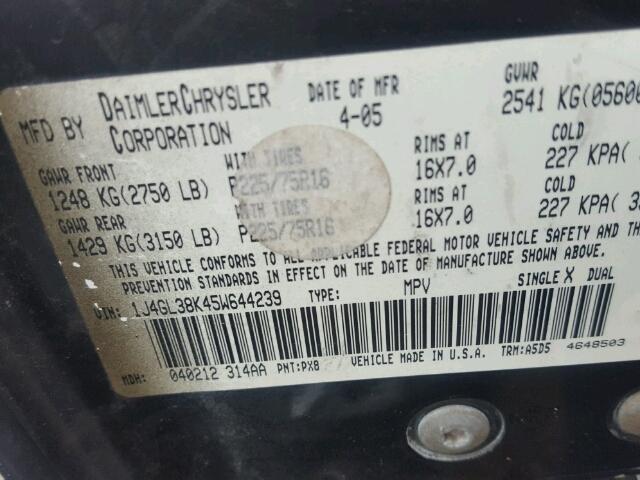 MFD BY DAIMLERCHRYSLER CORPORATION
DATE OF MFR 4-05
GVWR 2541 KG(0560
GAWR FRONT WITH TIRES RIMS AT COLD
1248 KG(2750 LB) P225/75R16 16X7.0 227 KPA(
GAWR REAR WITH TIRES RIMS AT COLD
1429 KG(3150 LB) P225/75R16 16X7.0 227 KPA( 3
THIS VEHICLE CONFORMS TO ALL APPLICABLE FEDERAL MOTOR VEHICLE SAFETY AND THE
PREVENTION STANDARDS IN EFFECT ON THE DATE OF MANUFACTURE SHOWN ABOVE.
VIN: 1J4GL38K45W644239 TYPE: MPV SINGLE X DUAL
MDH: 040212 314AA PNT:PX8 VEHICLE MADE IN U.S.A. TRM:A5D5 4648503